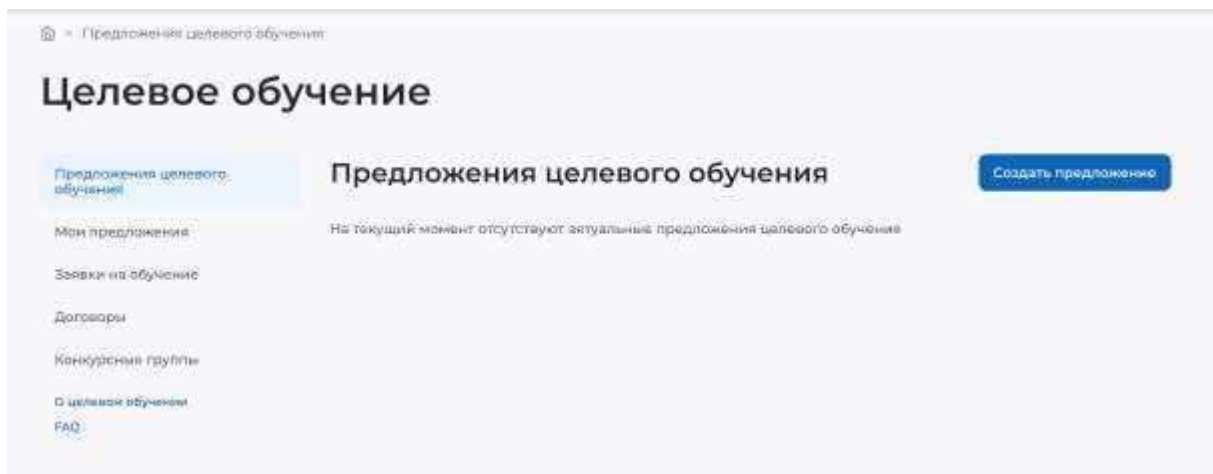 Предложения целевого обучения
Целевое обучение
Предложения целевого
обучения
Мои предложения
Заявки на обучение
Договоры
Конкурсные группы
О целевом обучении
FAQ
Предложения целевого обучения
Создать предложение
На текущий момент отсутствуют актуальные предложения целевого обучения